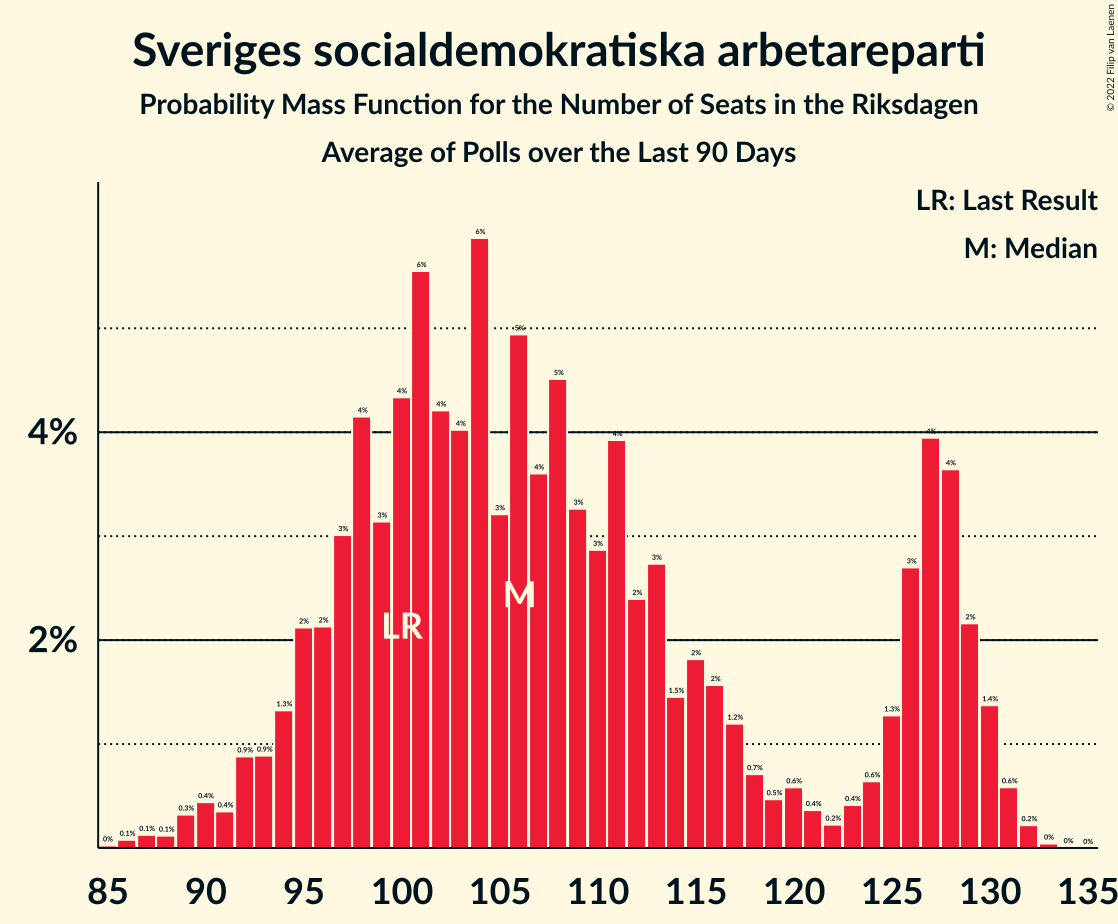 Sveriges socialdemokratiska arbetareparti
Probability Mass Function for the Number of Seats in the Riksdagen
Average of Polls over the Last 90 Days
© 2022 Filip van Laenen
LR: Last Result
M: Median
4%
2%
0% 0.1% 0.1% 0.1% 0.3% 0.4% 0.4% 0.9% 0.9% 1.3% 2% 2% 3% 4% 3% 4% 6% 4% 4% 6% 3% 5% 4% 5% 3% 3% 4% 2% 3% 1.5% 2% 2% 1.2% 0.7% 0.5% 0.6% 0.4% 0.2% 0.4% 0.6% 1.3% 3% 4% 4% 2% 1.4% 0.6% 0.2% 0% 0% 0%
LR
M
85 90 95 100 105 110 115 120 125 130 135